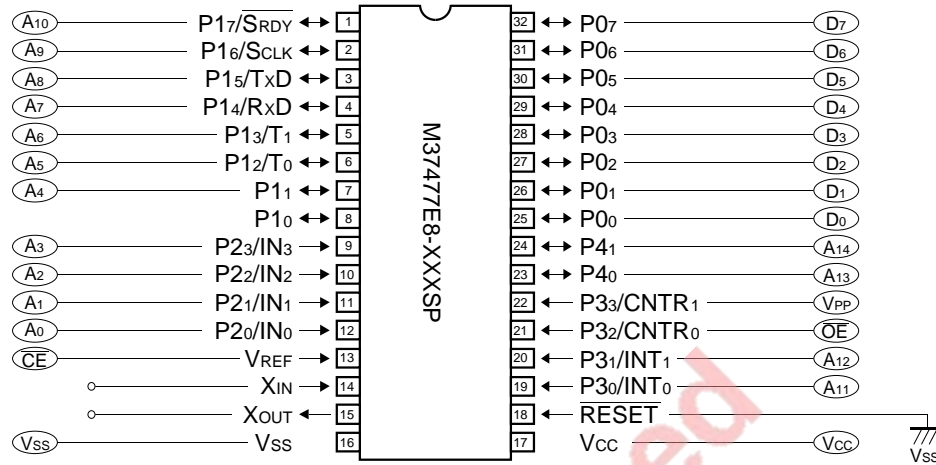 A10 P17/SRDY 1 32 P07 D7
A9 P16/SCLK 2 31 P06 D6
A8 P15/TxD 3 30 P05 D5
A7 P14/RxD 4 29 P04 D4
A6 P13/T1 5 28 P03 D3
A5 P12/T0 6 27 P02 D2
A4 P11 7 26 P01 D1
P10 8 25 P00 D0
A3 P23/IN3 9 24 P41 A14
A2 P22/IN2 10 23 P40 A13
A1 P21/IN1 11 22 P33/CNTR1 VPP
A0 P20/IN0 12 21 P32/CNTR0 OE
CE VREF 13 20 P31/INT1 A12
XIN 14 19 P30/INT0 A11
XOUT 15 18 RESET
VSS VSS 16 17 VCC VCC
VSS
M37477E8-XXXSP